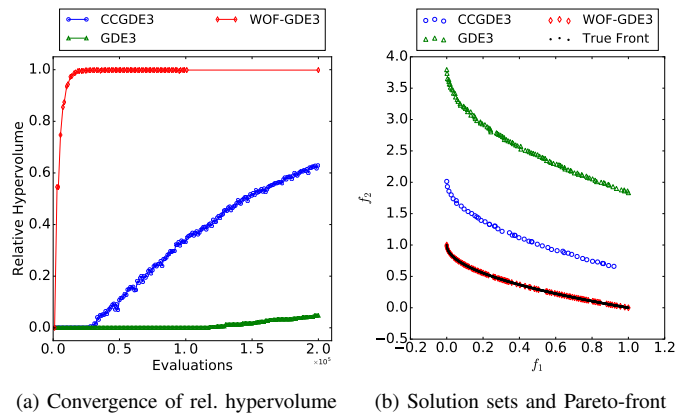 CCGDE3 WOF-GDE3
GDE3
CCGDE3 WOF-GDE3
GDE3 True Front
Relative Hypervolume
1.0
0.8
0.6
0.4
0.2
0.0
0.0 0.5 1.0 1.5 2.0
Evaluations ×10⁵
f₂
4.0
3.5
3.0
2.5
2.0
1.5
1.0
0.5
0.0
−0.5
−0.2 0.0 0.2 0.4 0.6 0.8 1.0 1.2
f₁
(a) Convergence of rel. hypervolume
(b) Solution sets and Pareto-front